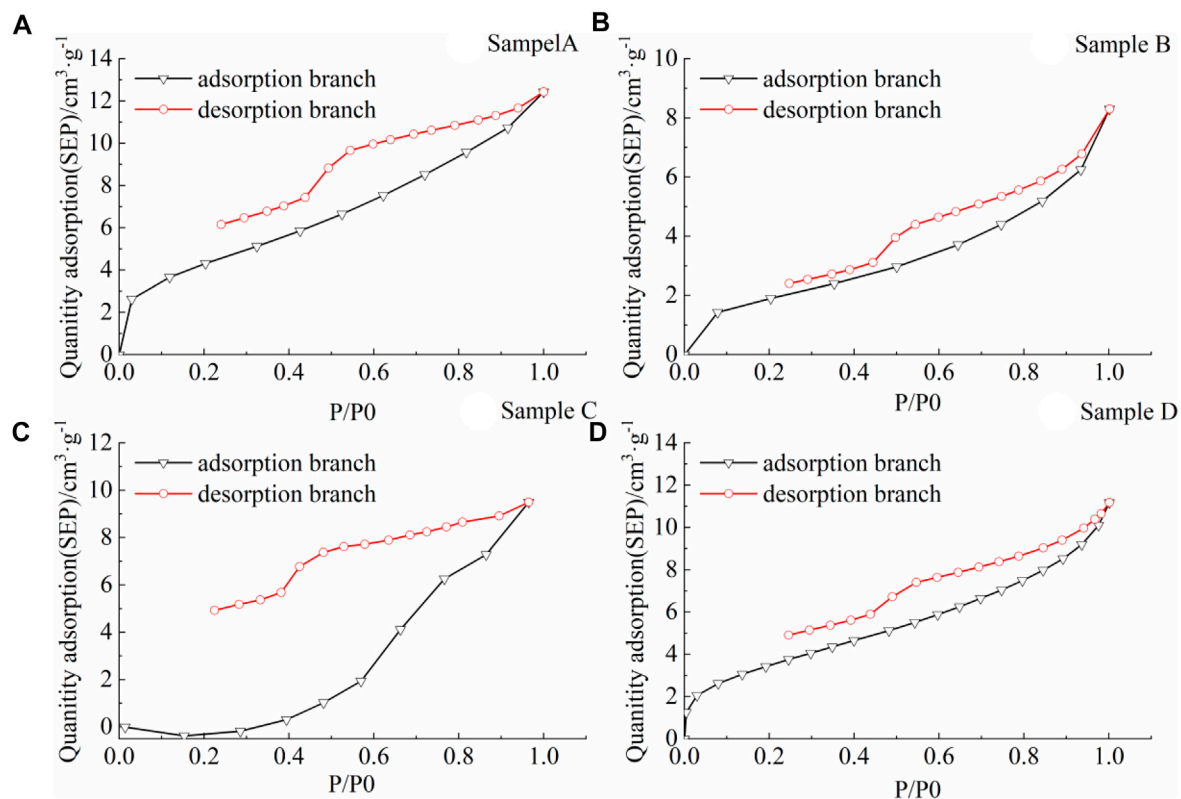 A
SampelA
Quanitity adsorption(SEP)/cm³·g⁻¹
14
12
10
8
6
4
2
0
adsorption branch
desorption branch
0.0 0.2 0.4 0.6 0.8 1.0
P/P0
B
Sample B
Quanitity adsorption(SEP)/cm³·g⁻¹
10
8
6
4
2
0
adsorption branch
desorption branch
0.0 0.2 0.4 0.6 0.8 1.0
P/P0
C
Sample C
Quanitity adsorption(SEP)/cm³·g⁻¹
12
10
8
6
4
2
0
adsorption branch
desorption branch
0.0 0.2 0.4 0.6 0.8 1.0
P/P0
D
Sample D
Quanitity adsorption(SEP)/cm³·g⁻¹
14
12
10
8
6
4
2
0
adsorption branch
desorption branch
0.0 0.2 0.4 0.6 0.8 1.0
P/P0